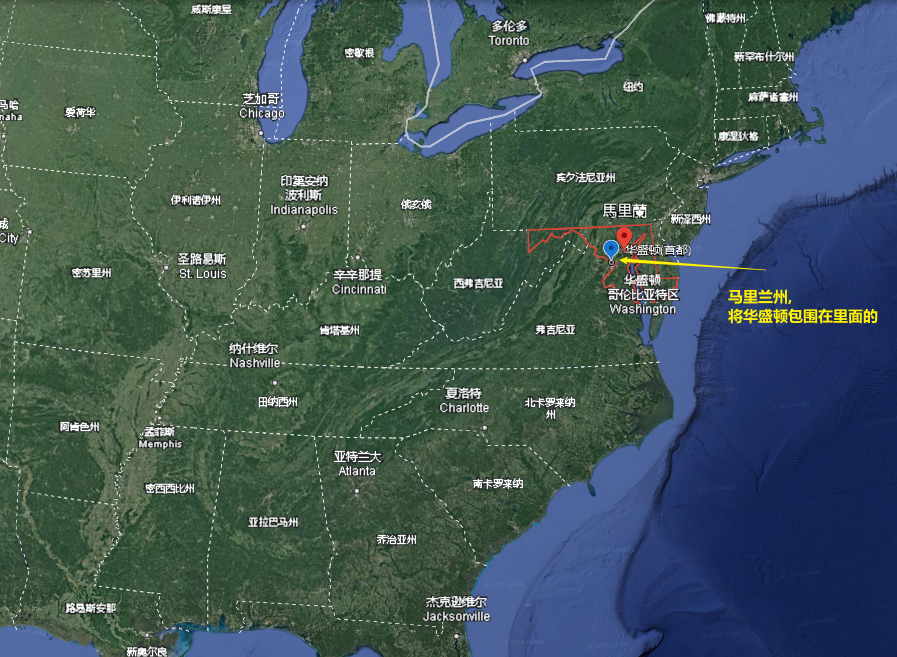 威斯康星
多伦多
Toronto
佛蒙特州
密歇根
新罕布什尔州
纽约
芝加哥
Chicago
麻萨诸塞州
马哈
naha
爱荷华
康涅狄格
印第安纳
波利斯
Indianapolis
宾夕法尼亚州
伊利诺伊州
俄亥俄
馬里蘭
新泽西州
城
City
华盛顿(首都)
圣路易斯
St. Louis
密苏里州
辛辛那提
Cincinnati
西弗吉尼亚
华盛顿
哥伦比亚特区
Washington
马里兰州,
将华盛顿包围在里面的
肯塔基州
弗吉尼亚
纳什维尔
Nashville
田纳西州
夏洛特
Charlotte
北卡罗来纳
州
阿肯色州
孟菲斯
Memphis
亚特兰大
Atlanta
密西西比州
南卡罗来纳
亚拉巴马州
乔治亚州
路易斯安那
杰克逊维尔
Jacksonville
新奥尔良